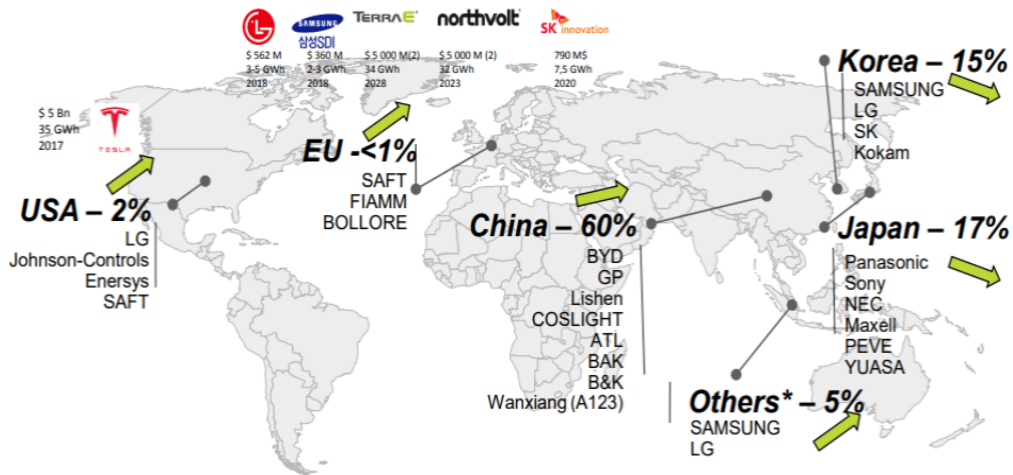 LG
SAMSUNG
삼성SDI
TERRA E
northvolt
SK innovation
$ 562 M
3-5 GWh
2018
$ 360 M
2-3 GWh
2018
$ 5 000 M(2)
34 GWh
2028
$ 5 000 M (2)
32 GWh
2023
790 M$
7,5 GWh
2020
$ 5 Bn
35 GWh
2017
TESLA
USA – 2%
LG
Johnson-Controls
Enersys
SAFT
EU -<1%
SAFT
FIAMM
BOLLORE
China – 60%
BYD
GP
Lishen
COSLIGHT
ATL
BAK
B&K
Wanxiang (A123)
Korea – 15%
SAMSUNG
LG
SK
Kokam
Japan – 17%
Panasonic
Sony
NEC
Maxell
PEVE
YUASA
Others* – 5%
SAMSUNG
LG